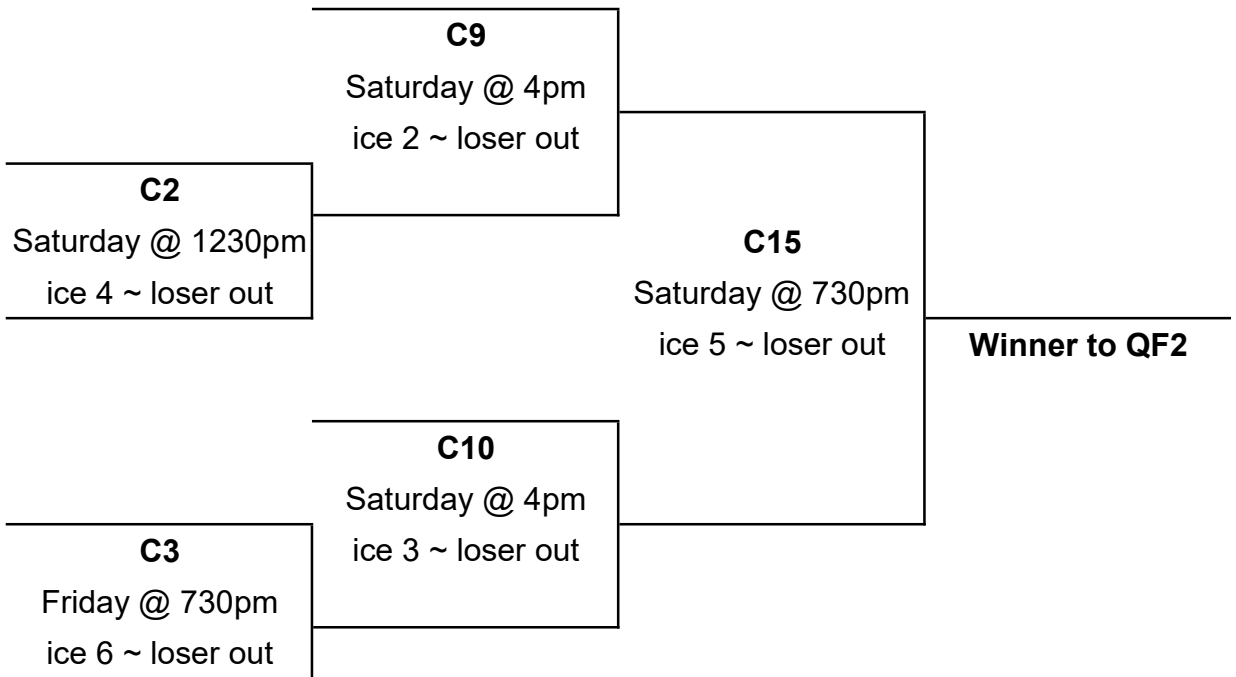 C9
Saturday @ 4pm
ice 2 ~ loser out
C2
Saturday @ 1230pm
ice 4 ~ loser out
C15
Saturday @ 730pm
ice 5 ~ loser out
Winner to QF2
C10
Saturday @ 4pm
ice 3 ~ loser out
C3
Friday @ 730pm
ice 6 ~ loser out